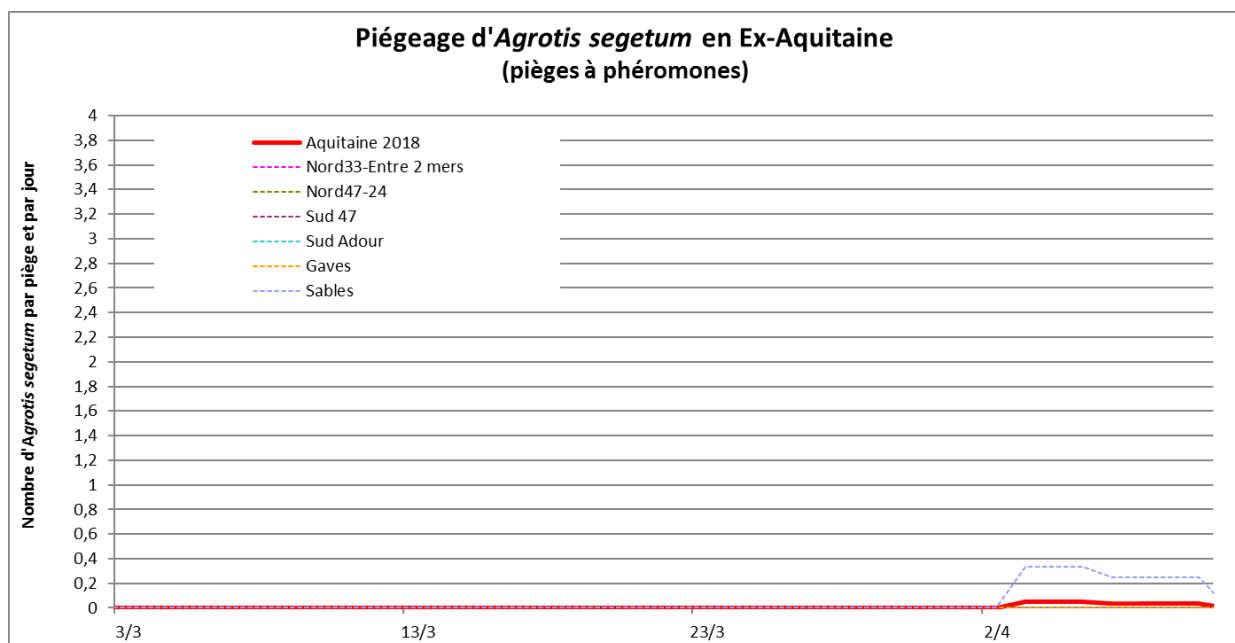 Piégeage d'Agrotis segetum en Ex-Aquitaine
(pièges à phéromones)
Nombre d'Agrotis segetum par piège et par jour
4
3,8
3,6
3,4
3,2
3
2,8
2,6
2,4
2,2
2
1,8
1,6
1,4
1,2
1
0,8
0,6
0,4
0,2
0
Aquitaine 2018
Nord33-Entre 2 mers
Nord47-24
Sud 47
Sud Adour
Gaves
Sables
3/3
13/3
23/3
2/4